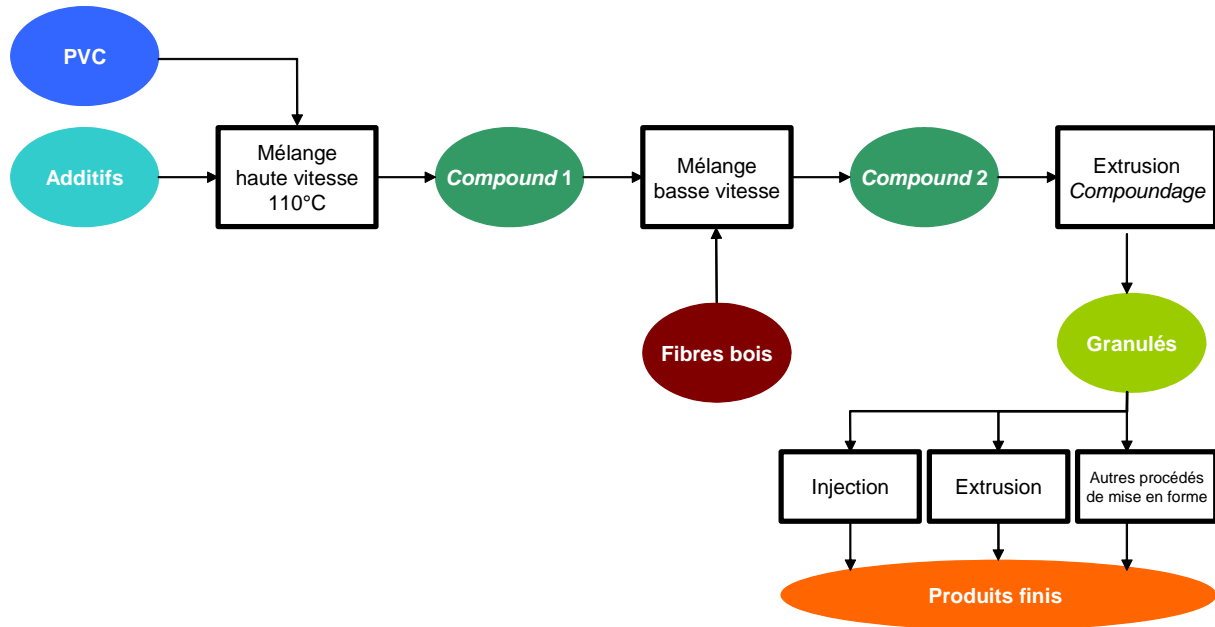 PVC
Additifs
Mélange
haute vitesse
110°C
Compound 1
Mélange
basse vitesse
Compound 2
Extrusion
Compoundage
Fibres bois
Granulés
Injection
Extrusion
Autres procédés
de mise en forme
Produits finis